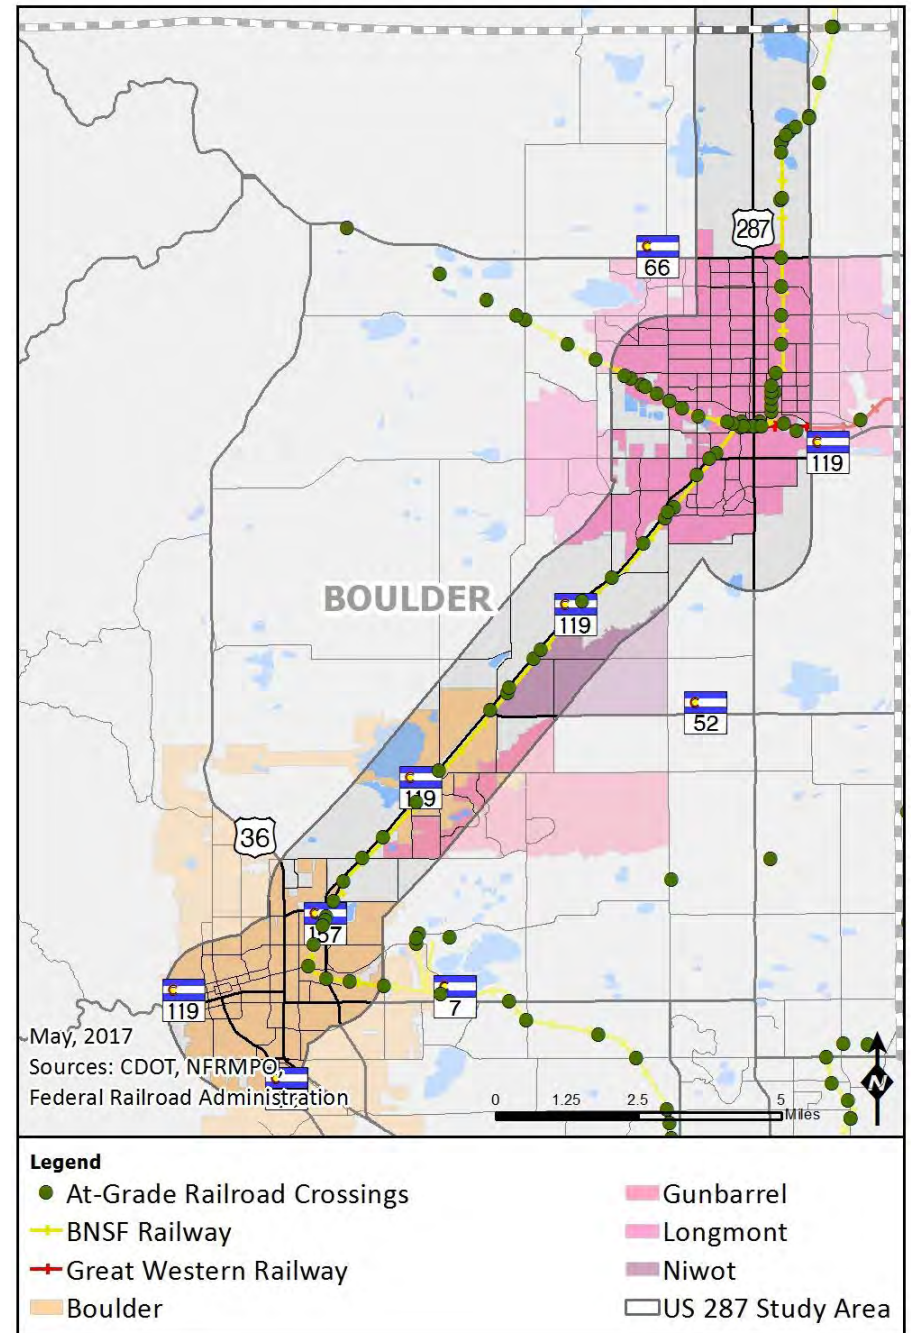 287
66
119
BOULDER
119
52
119
36
157
119
7
May, 2017
Sources: CDOT, NFRMPO,
Federal Railroad Administration
0 1.25 2.5 5
Miles
N
Legend
At-Grade Railroad Crossings
BNSF Railway
Great Western Railway
Boulder
Gunbarrel
Longmont
Niwot
US 287 Study Area